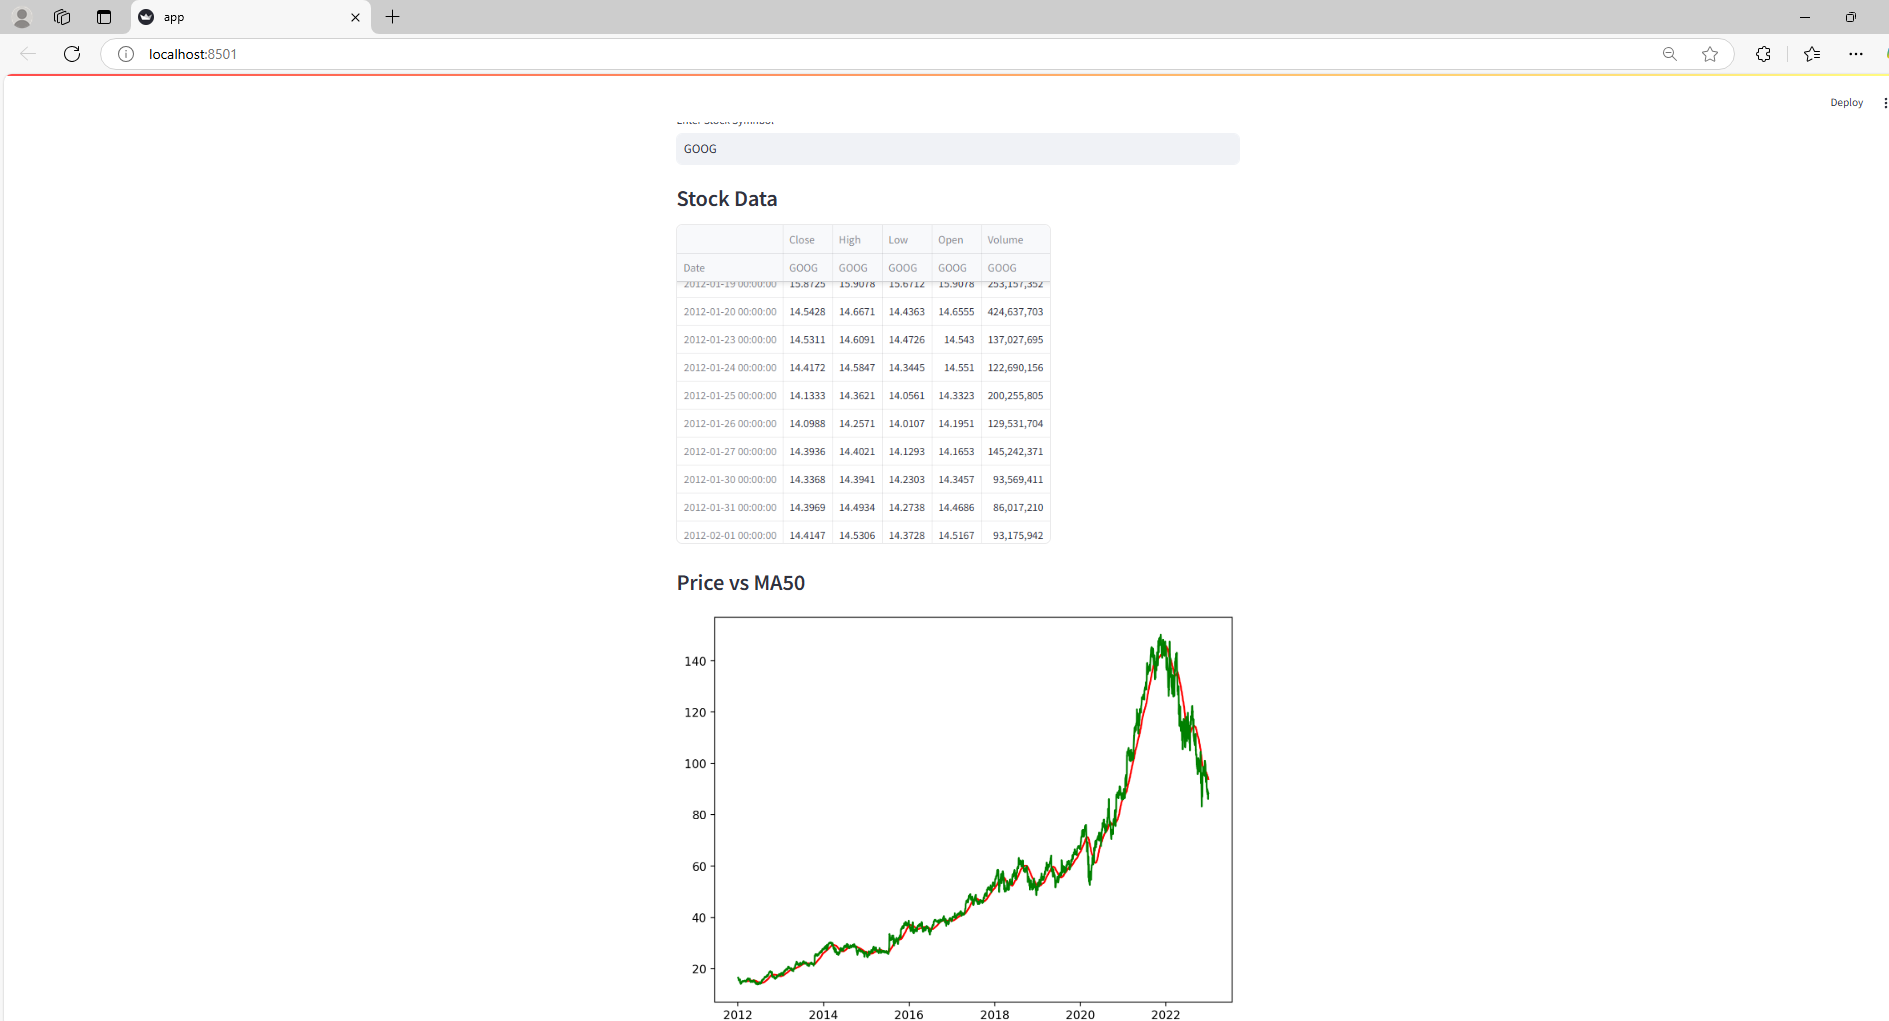 app
localhost:8501
Deploy
GOOG
Stock Data
Close High Low Open Volume
Date GOOG GOOG GOOG GOOG GOOG
2012-01-19 00:00:00 15.8725 15.9078 15.6712 15.9078 253,157,352
2012-01-20 00:00:00 14.5428 14.6671 14.4363 14.6555 424,637,703
2012-01-23 00:00:00 14.5311 14.6091 14.4726 14.543 137,027,695
2012-01-24 00:00:00 14.4172 14.5847 14.3445 14.551 122,690,156
2012-01-25 00:00:00 14.1333 14.3621 14.0561 14.3323 200,255,805
2012-01-26 00:00:00 14.0988 14.2571 14.0107 14.1951 129,531,704
2012-01-27 00:00:00 14.3936 14.4021 14.1293 14.1653 145,242,371
2012-01-30 00:00:00 14.3368 14.3941 14.2303 14.3457 93,569,411
2012-01-31 00:00:00 14.3969 14.4934 14.2738 14.4686 86,017,210
2012-02-01 00:00:00 14.4147 14.5306 14.3728 14.5167 93,175,942
Price vs MA50
140
120
100
80
60
40
20
2012 2014 2016 2018 2020 2022